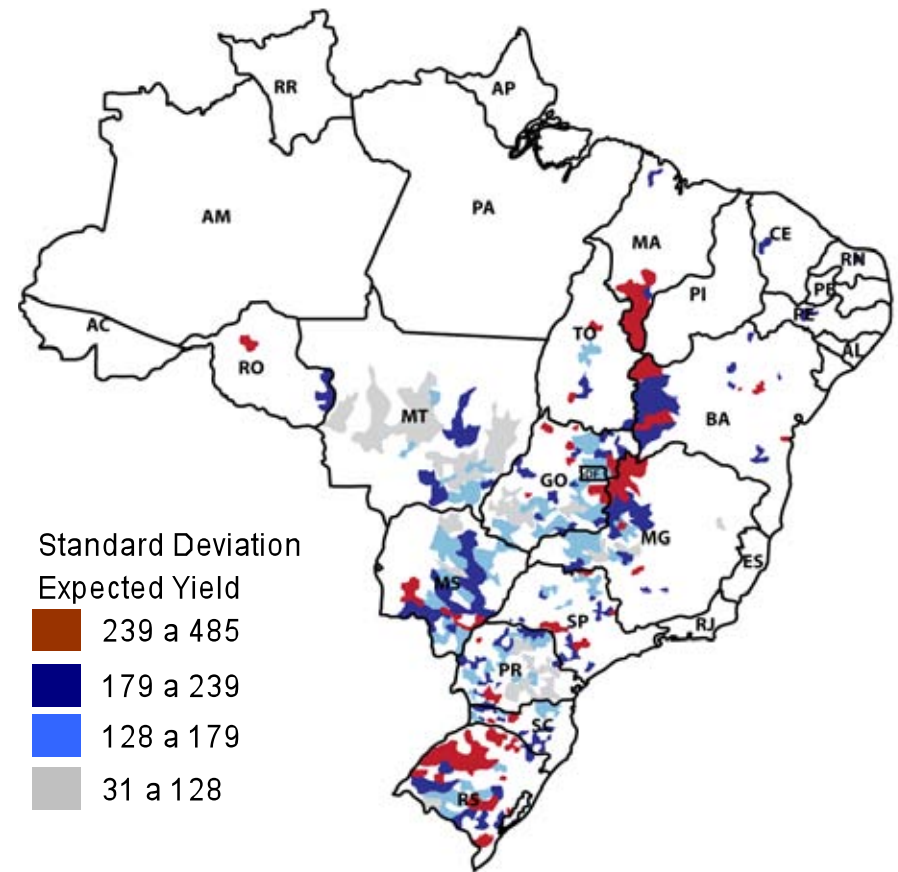 RR
AP
AM
PA
MA
CE
RN
PI
PB
PE
AC
TO
AL
RO
MT
BA
GO
DF
MG
ES
MS
SP
RJ
PR
SC
RS
Standard Deviation
Expected Yield
239 a 485
179 a 239
128 a 179
31 a 128